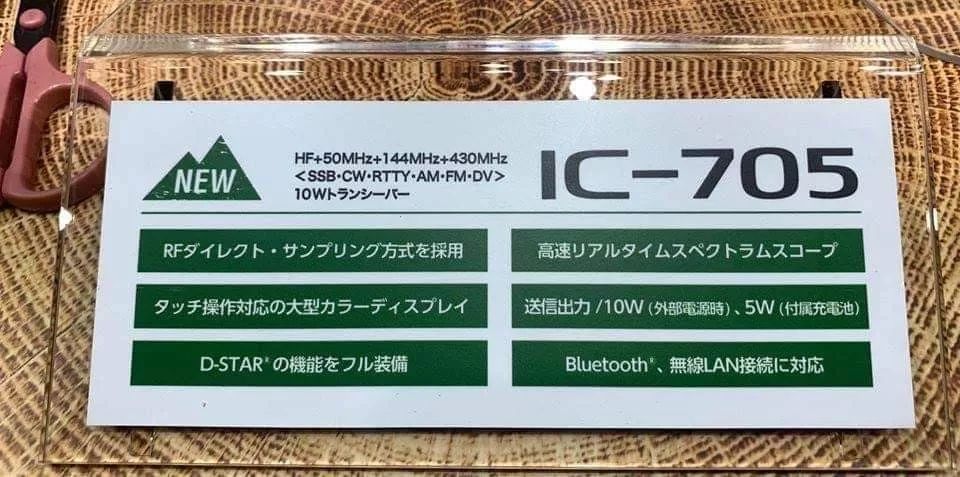 NEW
HF+50MHz+144MHz+430MHz
<SSB・CW・RTTY・AM・FM・DV>
10Wトランシーバー
IC-705
RFダイレクト・サンプリング方式を採用
高速リアルタイムスペクトラムスコープ
タッチ操作対応の大型カラーディスプレイ
送信出力/10W(外部電源時)、5W(付属充電池)
D-STAR®の機能をフル装備
Bluetooth®、無線LAN接続に対応